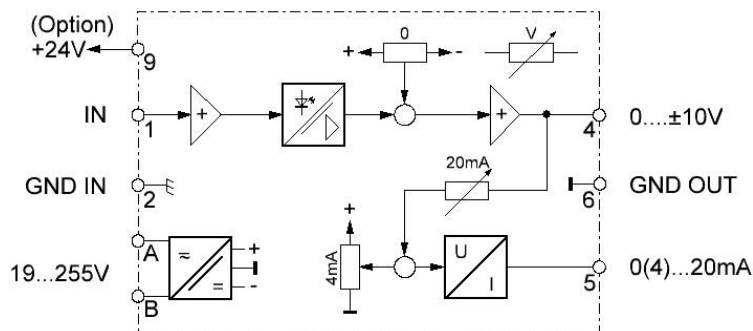 (Option)
+24V
9
0
+
-
V
IN
1
+
+
4
0....±10V
20mA
GND IN
2
6
GND OUT
+
19...255V
A
B
≂
=
+
-
4mA
U
I
5
0(4)...20mA